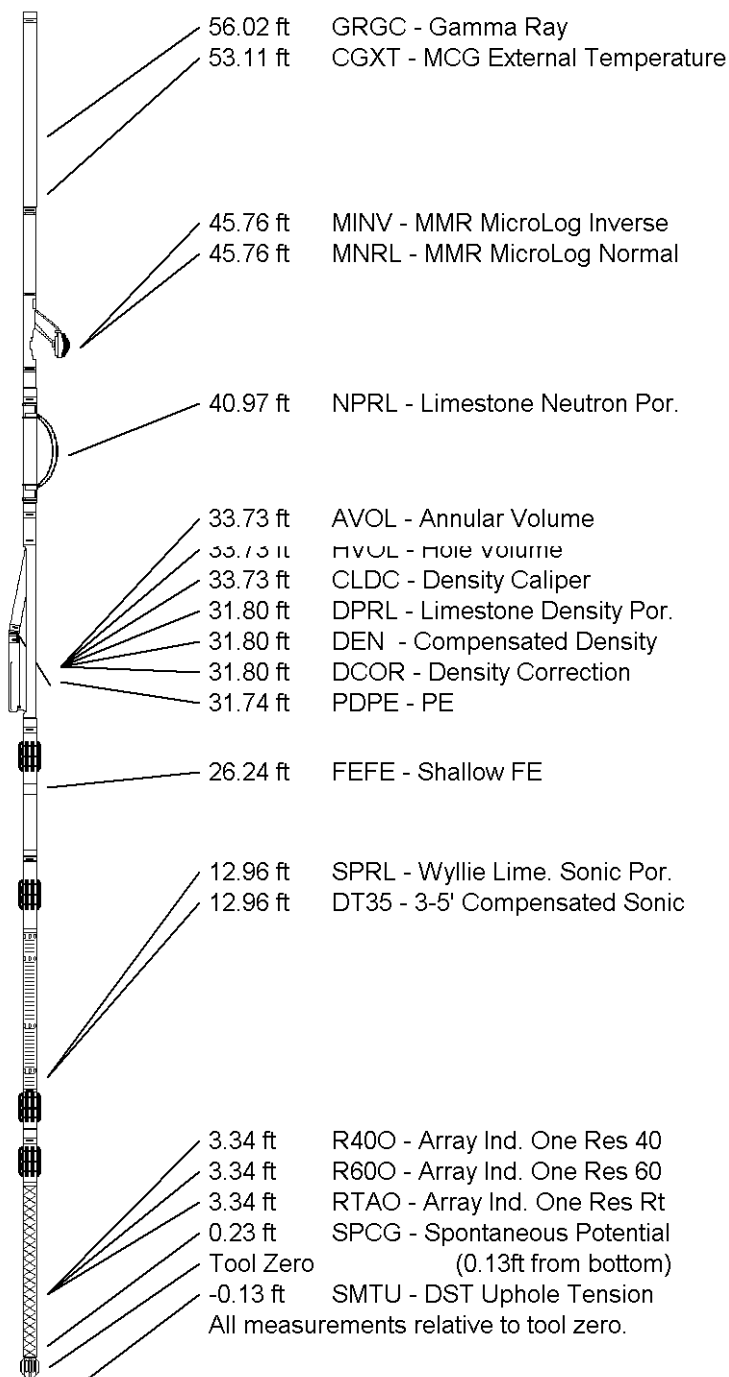 56.02 ft GRGC - Gamma Ray
53.11 ft CGXT - MCG External Temperature
45.76 ft MINV - MMR MicroLog Inverse
45.76 ft MNRL - MMR MicroLog Normal
40.97 ft NPRL - Limestone Neutron Por.
33.73 ft AVOL - Annular Volume
33.73 ft HVOL - Hole Volume
33.73 ft CLDC - Density Caliper
31.80 ft DPRL - Limestone Density Por.
31.80 ft DEN - Compensated Density
31.80 ft DCOR - Density Correction
31.74 ft PDPE - PE
26.24 ft FEFE - Shallow FE
12.96 ft SPRL - Wyllie Lime. Sonic Por.
12.96 ft DT35 - 3-5' Compensated Sonic
3.34 ft R40O - Array Ind. One Res 40
3.34 ft R60O - Array Ind. One Res 60
3.34 ft RTAO - Array Ind. One Res Rt
0.23 ft SPCG - Spontaneous Potential
Tool Zero (0.13ft from bottom)
-0.13 ft SMTU - DST Uphole Tension
All measurements relative to tool zero.